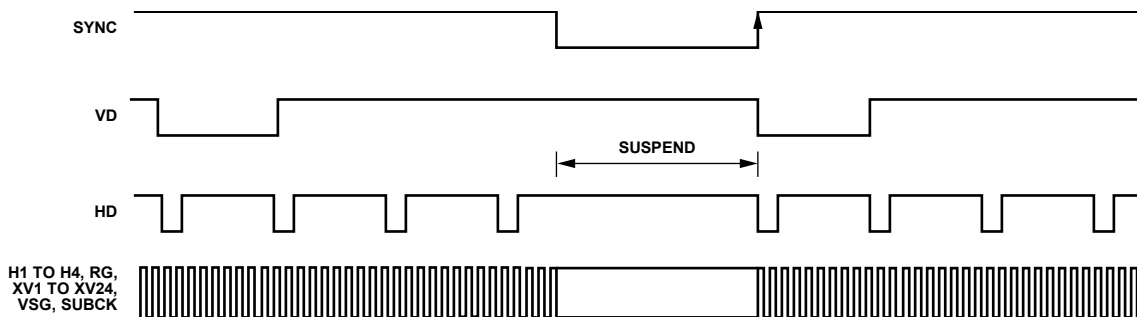 SYNC
VD
SUSPEND
HD
H1 TO H4, RG,
XV1 TO XV24,
VSG, SUBCK